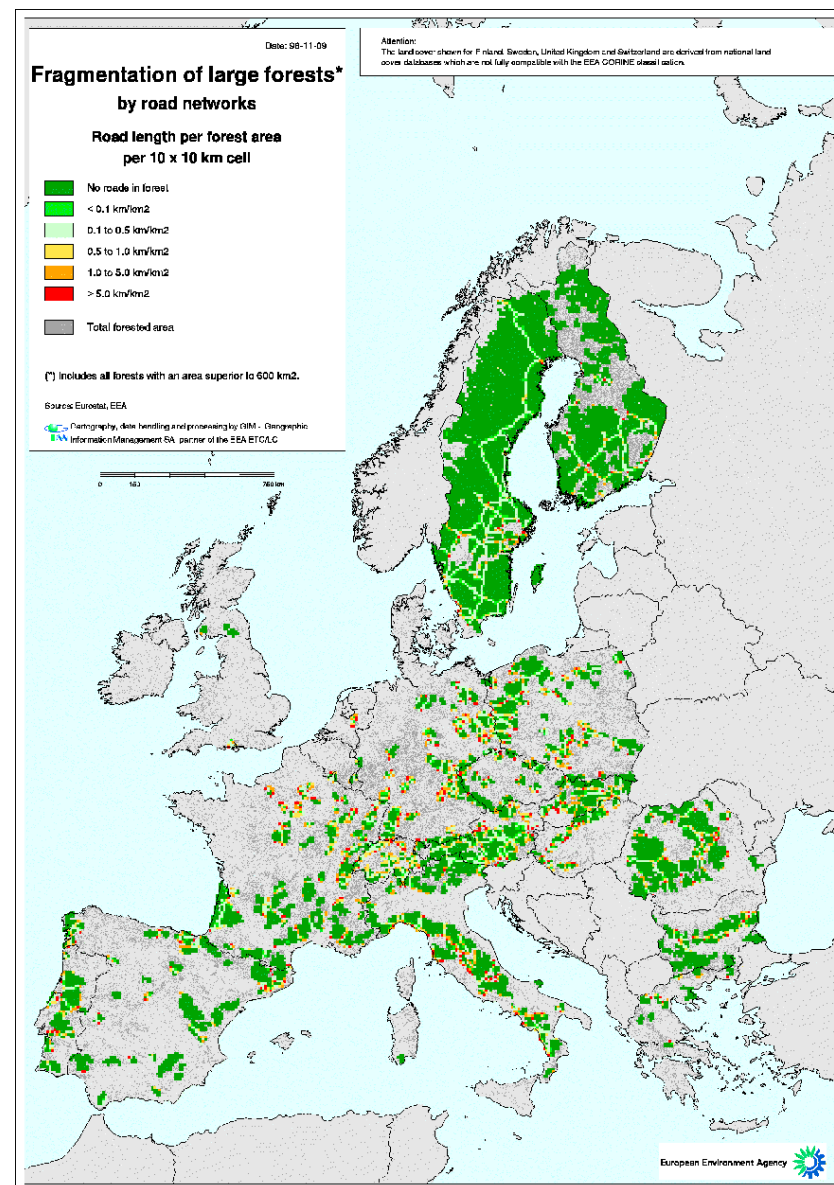 Date: 98-11-09
Fragmentation of large forests*
by road networks
Road length per forest area
per 10 x 10 km cell
No roads in forest
< 0.1 km/km2
0.1 to 0.5 km/km2
0.5 to 1.0 km/km2
1.0 to 5.0 km/km2
> 5.0 km/km2
Total forested area
(*) Includes all forests with an area superior to 600 km2.
Source: Eurostat, EEA
Cartography, data handling and processing by GIM - Geographic
Information Management SA, partner of the EEA ETC/LC
Attention:
The land cover shown for Finland, Sweden, United Kingdom and Switzerland are derived from national land
cover databases which are not fully compatible with the EEA CORINE classification.
0 750 km
European Environment Agency